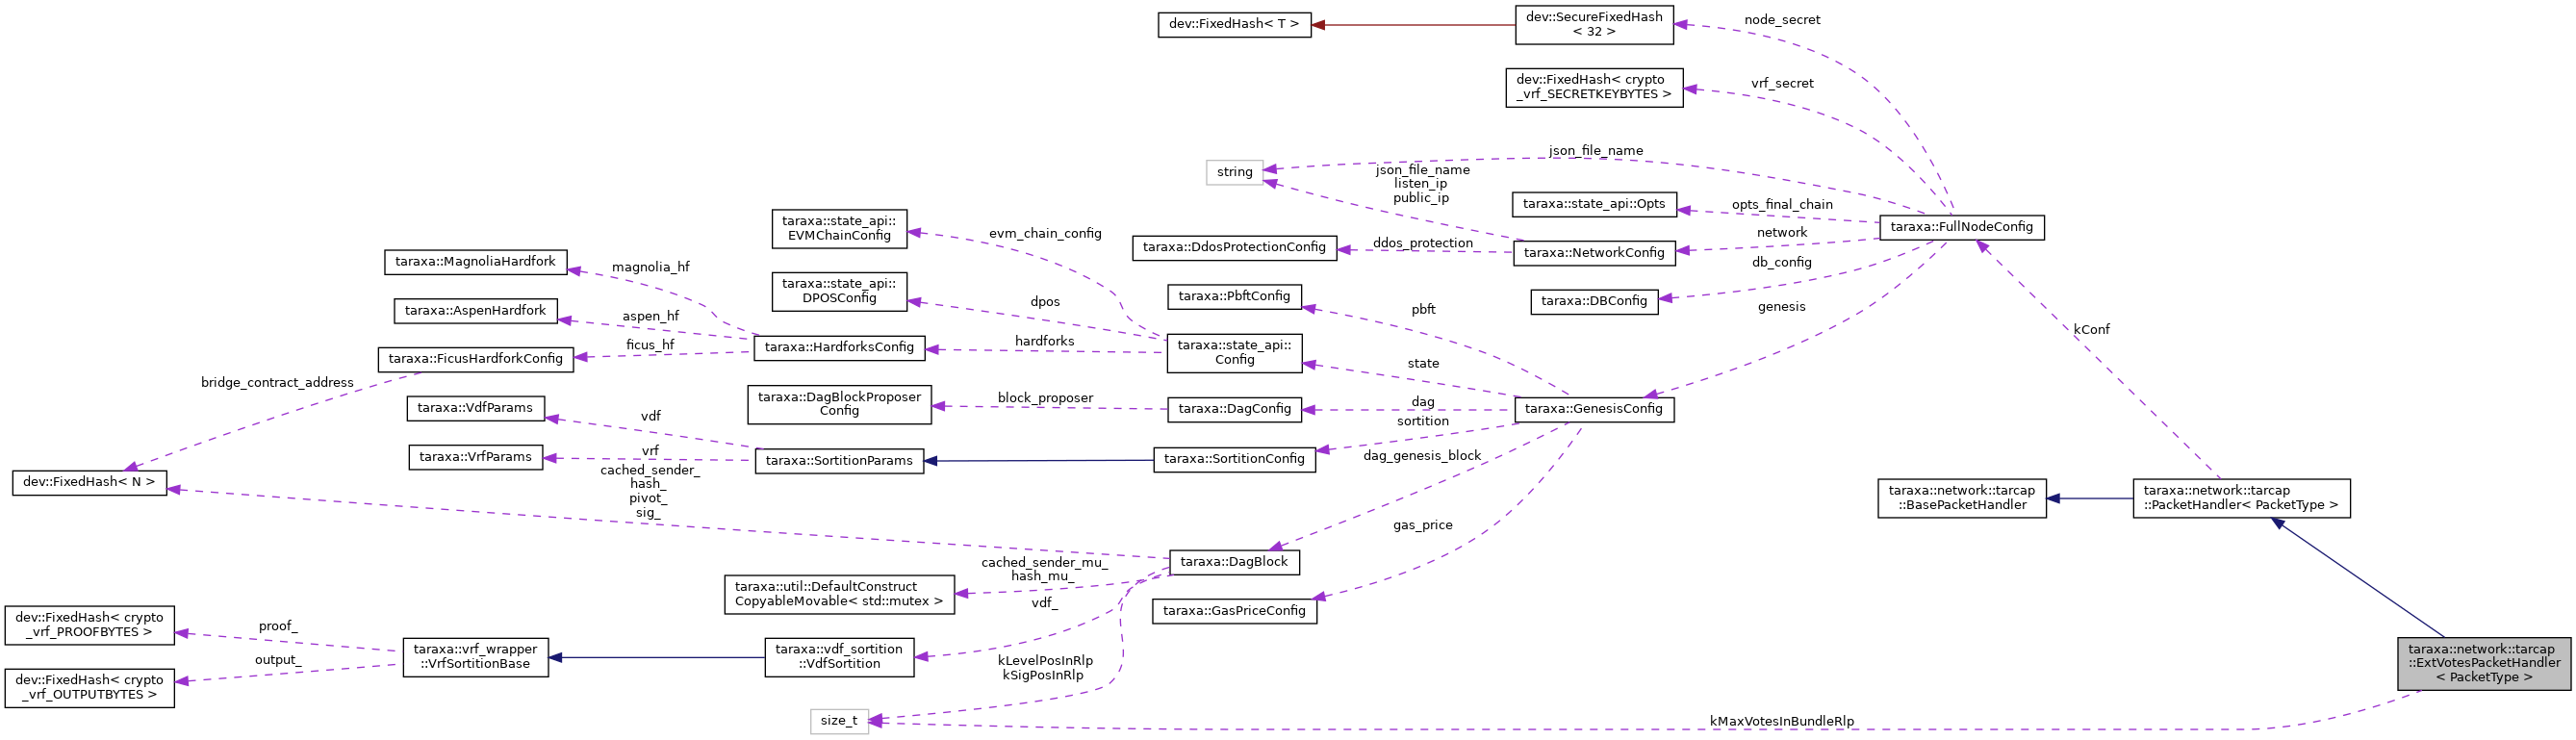 dev::FixedHash< T >
dev::SecureFixedHash
< 32 >
node_secret
dev::FixedHash< crypto
_vrf_SECRETKEYBYTES >
vrf_secret
string
json_file_name
json_file_name
listen_ip
public_ip
taraxa::state_api::Opts
opts_final_chain
taraxa::FullNodeConfig
taraxa::state_api::
EVMChainConfig
evm_chain_config
taraxa::DdosProtectionConfig
ddos_protection
taraxa::NetworkConfig
network
taraxa::MagnoliaHardfork
magnolia_hf
taraxa::state_api::
DPOSConfig
dpos
taraxa::PbftConfig
pbft
taraxa::DBConfig
db_config
genesis
kConf
taraxa::AspenHardfork
aspen_hf
taraxa::HardforksConfig
hardforks
taraxa::state_api::
Config
state
taraxa::FicusHardforkConfig
ficus_hf
bridge_contract_address
taraxa::DagBlockProposer
Config
block_proposer
taraxa::DagConfig
dag
taraxa::GenesisConfig
taraxa::VdfParams
vdf
sortition
taraxa::VrfParams
vrf
taraxa::SortitionParams
taraxa::SortitionConfig
dag_genesis_block
dev::FixedHash< N >
cached_sender_
hash_
pivot_
sig_
taraxa::network::tarcap
::BasePacketHandler
taraxa::network::tarcap
::PacketHandler< PacketType >
gas_price
taraxa::DagBlock
cached_sender_mu_
hash_mu_
taraxa::util::DefaultConstruct
CopyableMovable< std::mutex >
vdf_
taraxa::GasPriceConfig
dev::FixedHash< crypto
_vrf_PROOFBYTES >
proof_
taraxa::vrf_wrapper
::VrfSortitionBase
taraxa::vdf_sortition
::VdfSortition
output_
dev::FixedHash< crypto
_vrf_OUTPUTBYTES >
kLevelPosInRlp
kSigPosInRlp
taraxa::network::tarcap
::ExtVotesPacketHandler
< PacketType >
size_t
kMaxVotesInBundleRlp